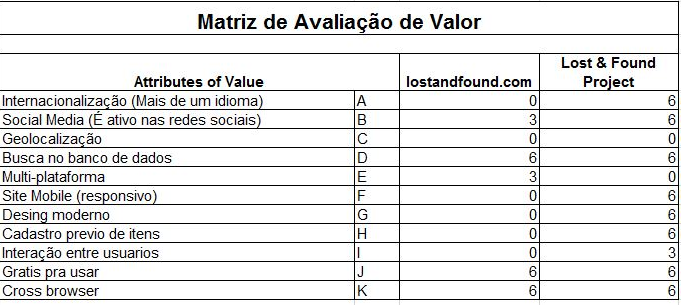 Matriz de Avaliação de Valor
Attributes of Value lostandfound.com Lost & Found Project
Internacionalização (Mais de um idioma) A 0 6
Social Media (É ativo nas redes sociais) B 3 6
Geolocalização C 0 0
Busca no banco de dados D 6 6
Multi-plataforma E 3 0
Site Mobile (responsivo) F 0 6
Desing moderno G 0 6
Cadastro previo de itens H 0 6
Interação entre usuarios I 0 3
Gratis pra usar J 6 6
Cross browser K 6 6